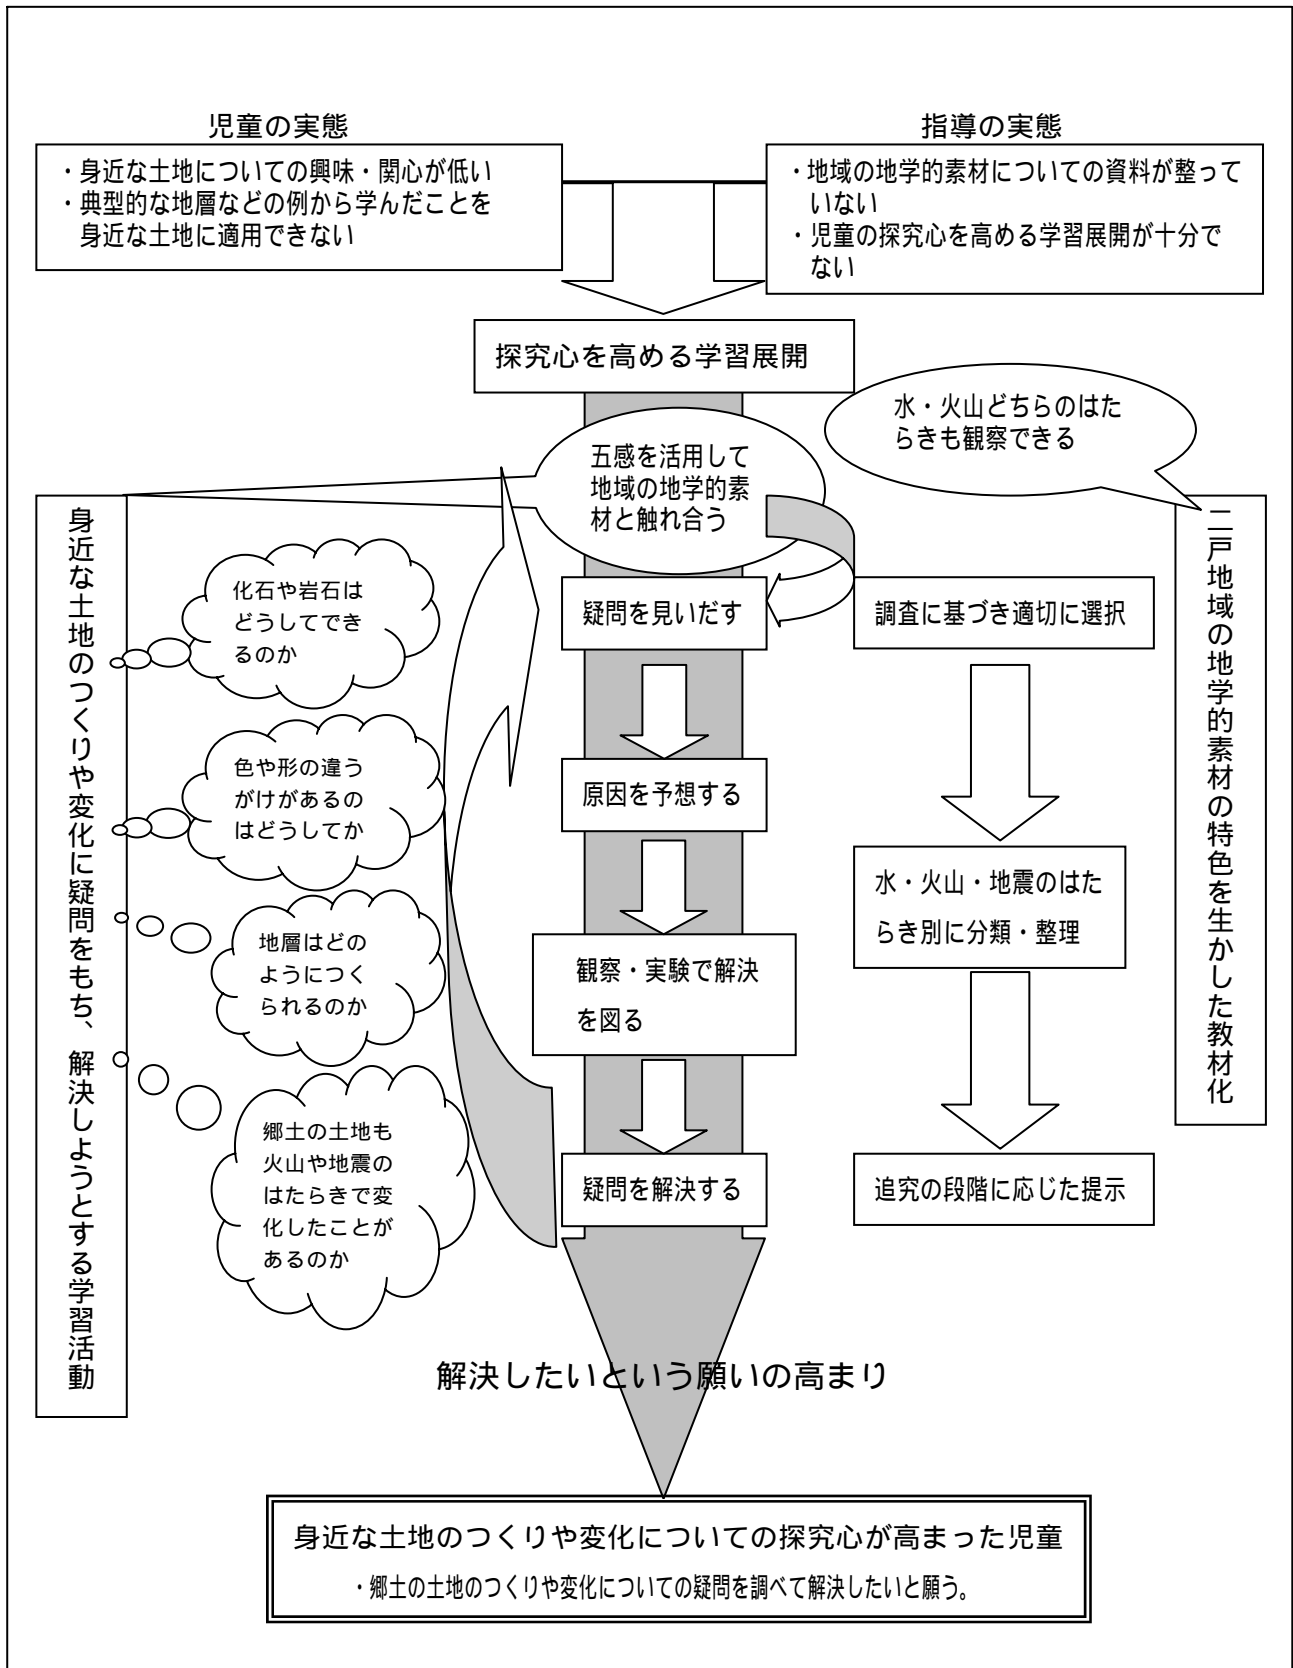 児童の実態
・身近な土地についての興味・関心が低い
・典型的な地層などの例から学んだことを
身近な土地に適用できない
指導の実態
・地域の地学的素材についての資料が整って
いない
・児童の探究心を高める学習展開が十分で
ない
探究心を高める学習展開
水・火山どちらのはた
らきも観察できる
五感を活用して
地域の地学的素
材と触れ合う
身近な土地のつくりや変化に疑問をもち、解決しようとする学習活動
化石や岩石は
どうしてでき
るのか
色や形の違う
がけがあるの
はどうしてか
地層はどの
ようにつく
られるのか
郷土の土地も
火山や地震の
はたらきで変
化したことが
あるのか
疑問を見いだす
原因を予想する
観察・実験で解決
を図る
疑問を解決する
調査に基づき適切に選択
水・火山・地震のはた
らき別に分類・整理
追究の段階に応じた提示
二戸地域の地学的素材の特色を生かした教材化
解決したいという願いの高まり
身近な土地のつくりや変化についての探究心が高まった児童
・郷土の土地のつくりや変化についての疑問を調べて解決したいと願う。